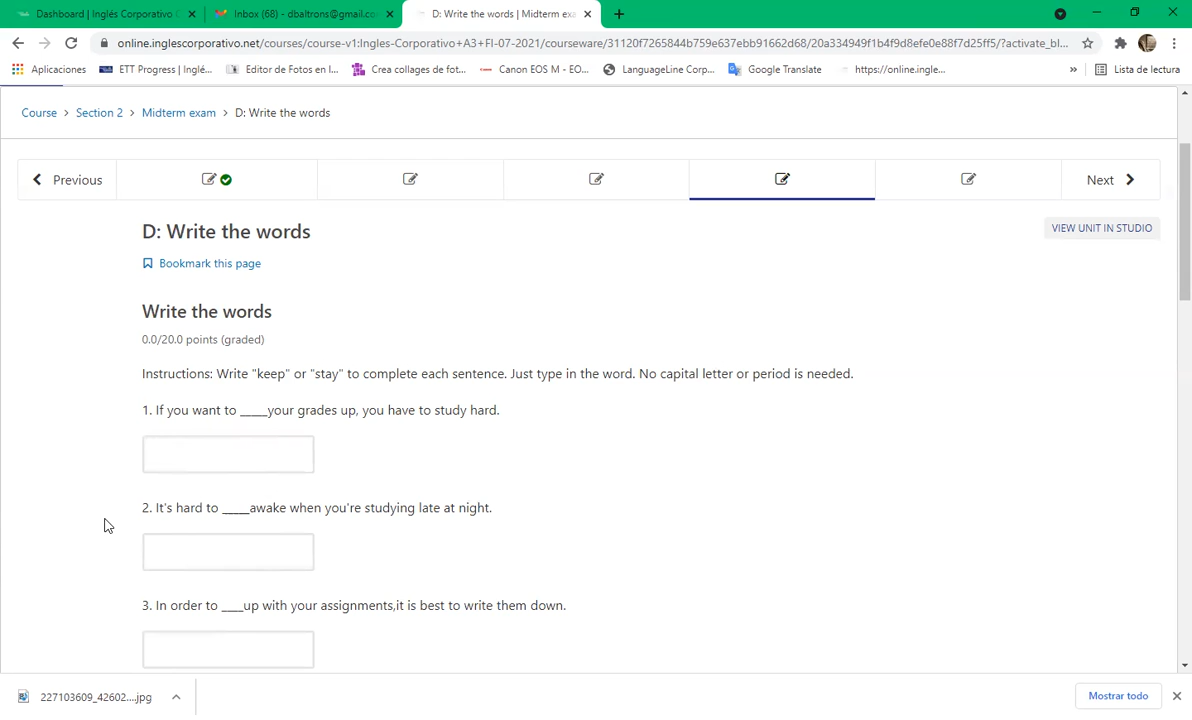 Dashboard | Inglés Corporativo
Inbox (68) - dbaltrons@gmail.co
D: Write the words | Midterm exa
online.inglescorporativo.net/courses/course-v1:Ingles-Corporativo+A3+FI-07-2021/courseware/31120f7265844b759e637ebb91662d68/20a334949f1b4f9d8efe0e88f7d25ff5/?activate_bl...
Aplicaciones
ETT Progress | Inglé...
Editor de Fotos en l...
Crea collages de fot...
Canon EOS M - EO...
LanguageLine Corp...
Google Translate
https://online.ingle...
»
Lista de lectura
Course > Section 2 > Midterm exam > D: Write the words
Previous
Next
D: Write the words
VIEW UNIT IN STUDIO
Bookmark this page
Write the words
0.0/20.0 points (graded)
Instructions: Write "keep" or "stay" to complete each sentence. Just type in the word. No capital letter or period is needed.
1. If you want to _____your grades up, you have to study hard.
2. It's hard to _____awake when you're studying late at night.
3. In order to ____up with your assignments,it is best to write them down.
227103609_42602....jpg
Mostrar todo